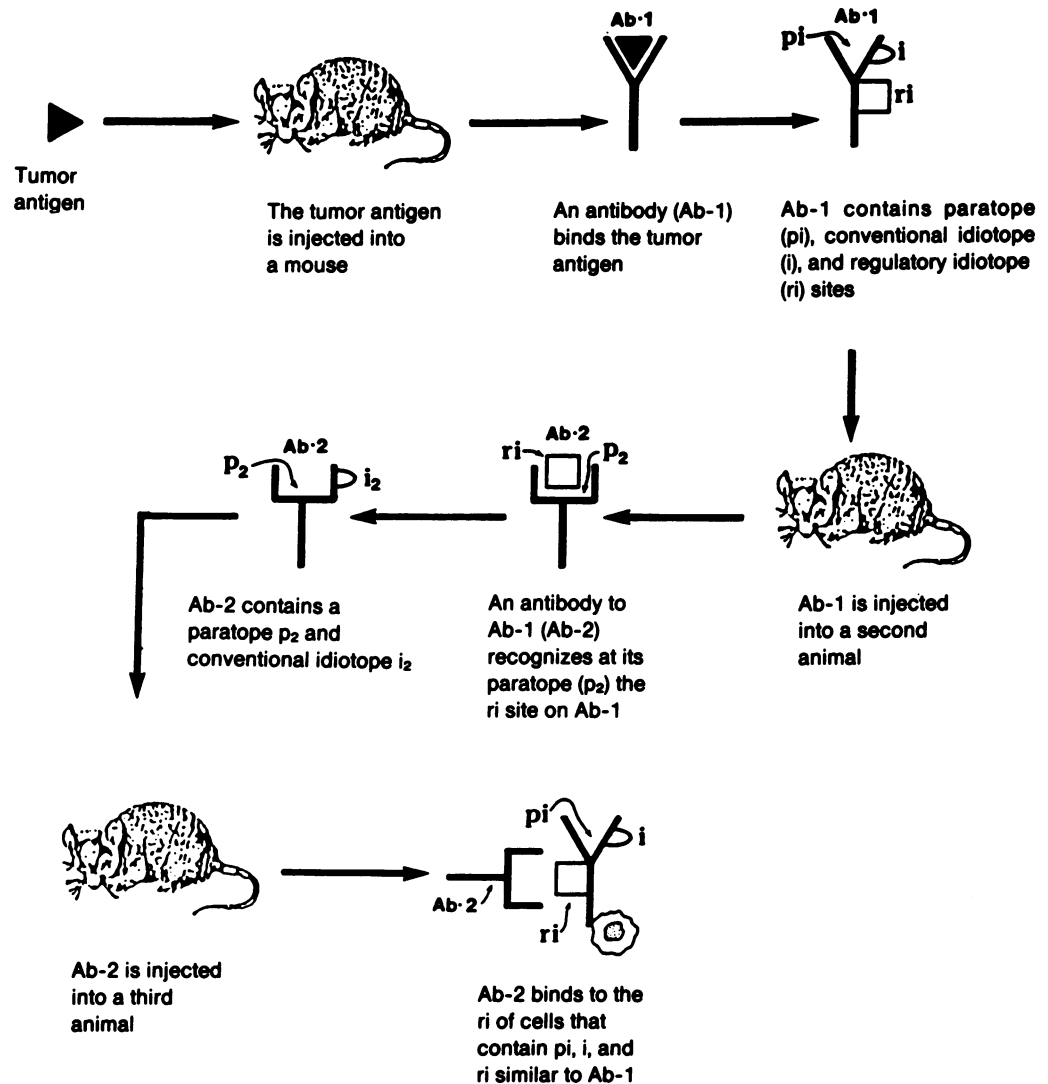 Ab·1
Ab·1
pi
i
ri
Tumor
antigen
The tumor antigen
is injected into
a mouse
An antibody (Ab-1)
binds the tumor
antigen
Ab-1 contains paratope
(pi), conventional idiotope
(i), and regulatory idiotope
(ri) sites
Ab·2
p₂
i₂
Ab·2
ri
p₂
Ab-2 contains a
paratope p₂ and
conventional idiotope i₂
An antibody to
Ab-1 (Ab-2)
recognizes at its
paratope (p₂) the
ri site on Ab-1
Ab-1 is injected
into a second
animal
pi
i
Ab·2
ri
Ab-2 is injected
into a third
animal
Ab-2 binds to the
ri of cells that
contain pi, i, and
ri similar to Ab-1